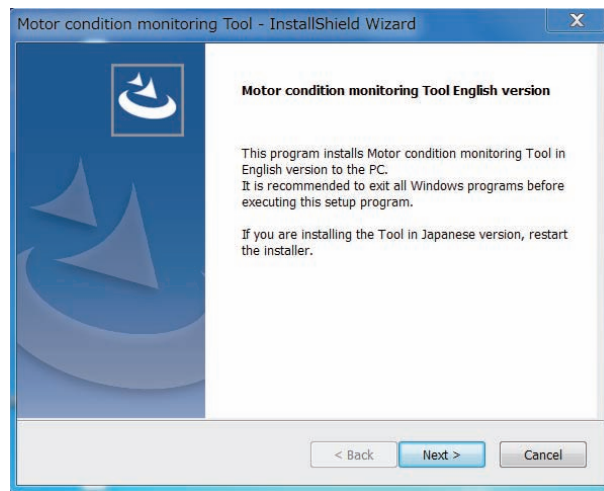 Motor condition monitoring Tool - InstallShield Wizard
X
Motor condition monitoring Tool English version
This program installs Motor condition monitoring Tool in
English version to the PC.
It is recommended to exit all Windows programs before
executing this setup program.
If you are installing the Tool in Japanese version, restart
the installer.
< Back
Next >
Cancel